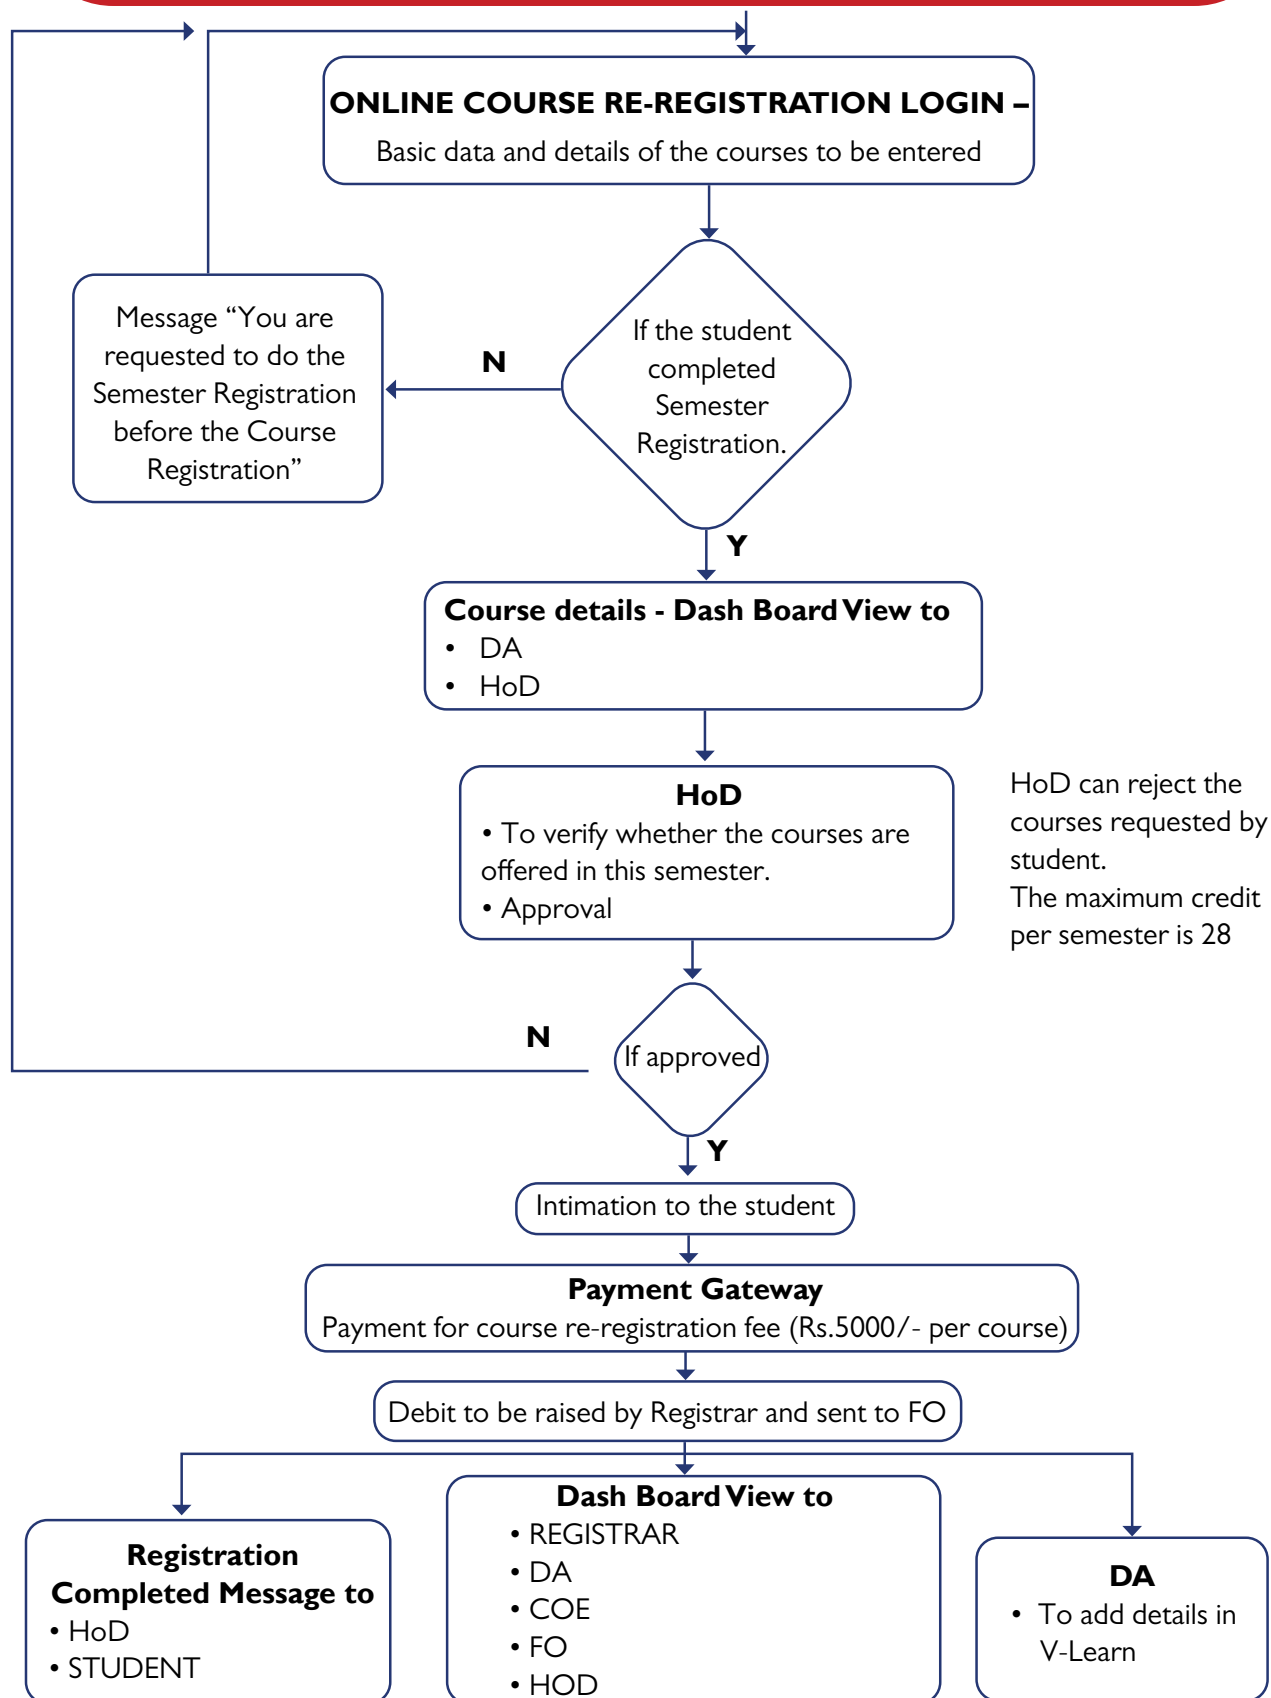 ONLINE COURSE RE-REGISTRATION LOGIN –
Basic data and details of the courses to be entered
If the student
completed
Semester
Registration.
N
Message “You are
requested to do the
Semester Registration
before the Course
Registration”
Y
Course details - Dash Board View to
• DA
• HoD
HoD
• To verify whether the courses are
offered in this semester.
• Approval
HoD can reject the
courses requested by
student.
The maximum credit
per semester is 28
N
If approved
Y
Intimation to the student
Payment Gateway
Payment for course re-registration fee (Rs.5000/- per course)
Debit to be raised by Registrar and sent to FO
Registration
Completed Message to
• HoD
• STUDENT
Dash Board View to
• REGISTRAR
• DA
• COE
• FO
• HOD
DA
• To add details in
V-Learn